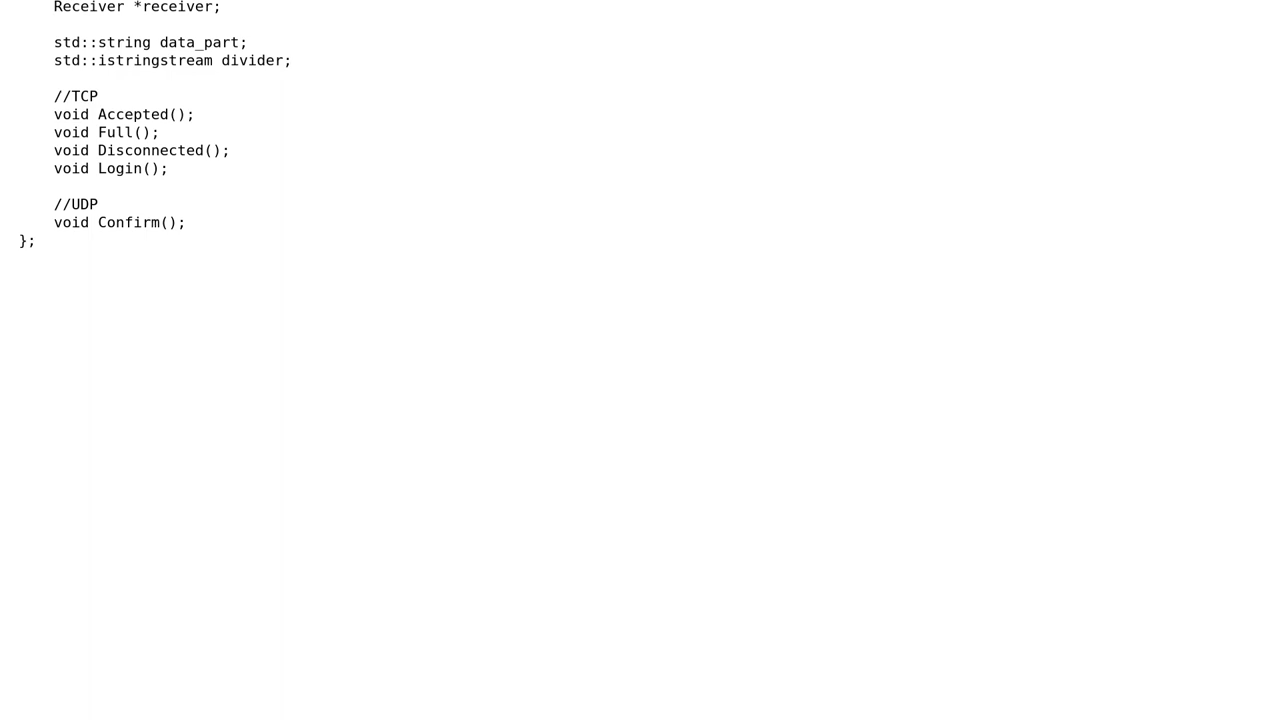 Receiver *receiver;
std::string data_part;
std::istringstream divider;
//TCP
void Accepted();
void Full();
void Disconnected();
void Login();
//UDP
void Confirm();
};